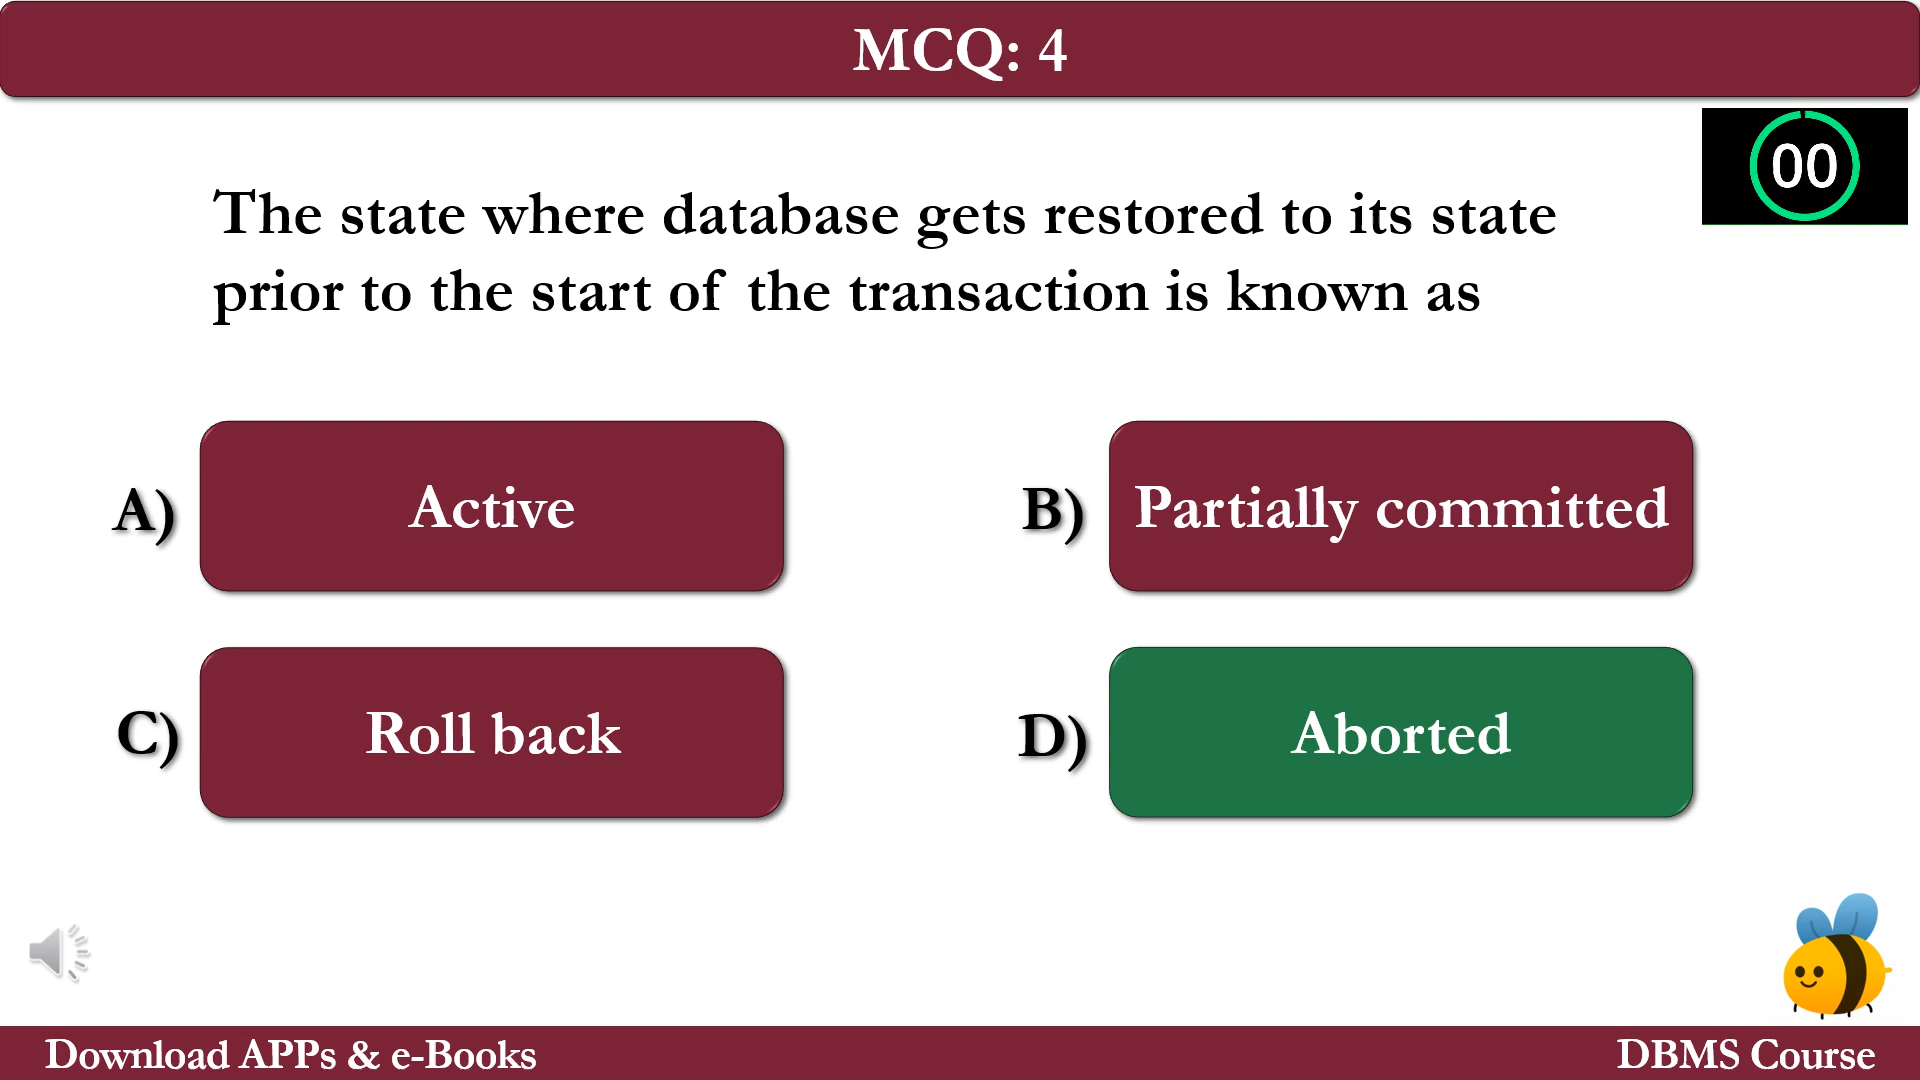 MCQ: 4
00
The state where database gets restored to its state
prior to the start of the transaction is known as
A) Active
B) Partially committed
C) Roll back
D) Aborted
Download APPs & e-Books
DBMS Course